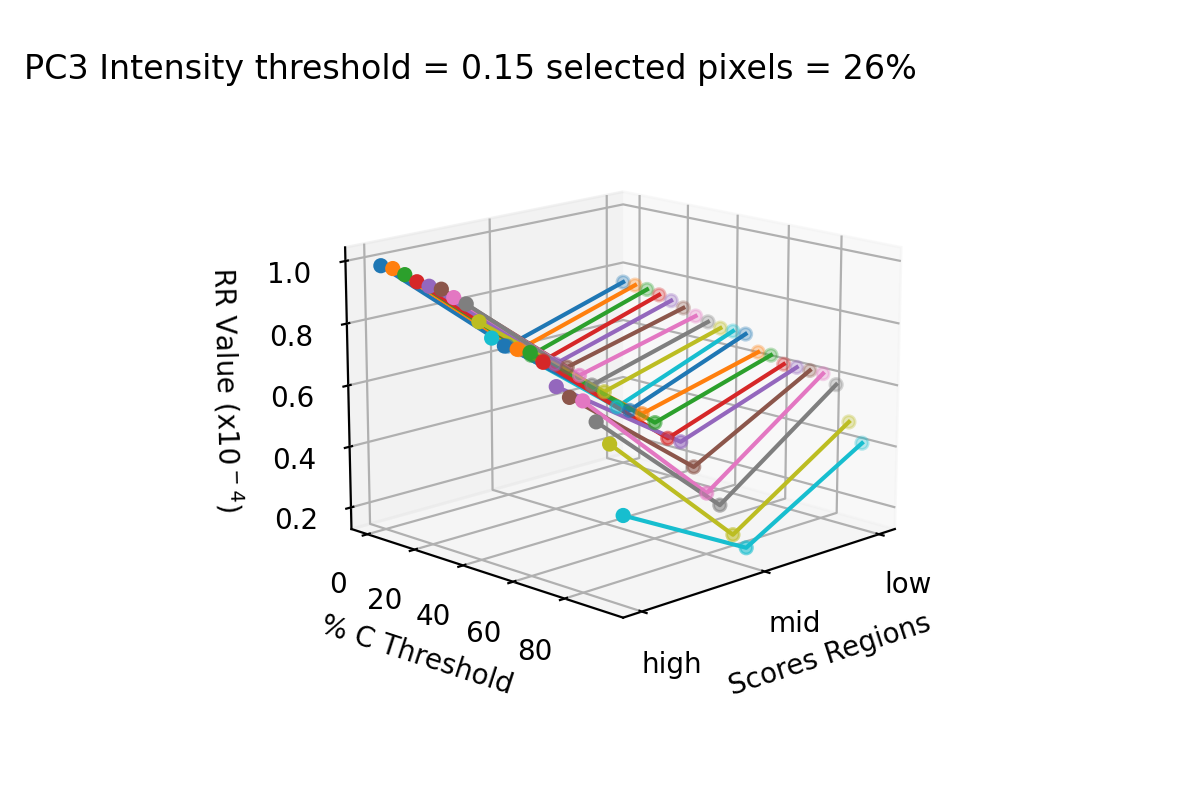 PC3 Intensity threshold = 0.15 selected pixels = 26%
RR Value (x10⁻⁴)
1.0
0.8
0.6
0.4
0.2
0
20
40
60
80
% C Threshold
high
mid
low
Scores Regions